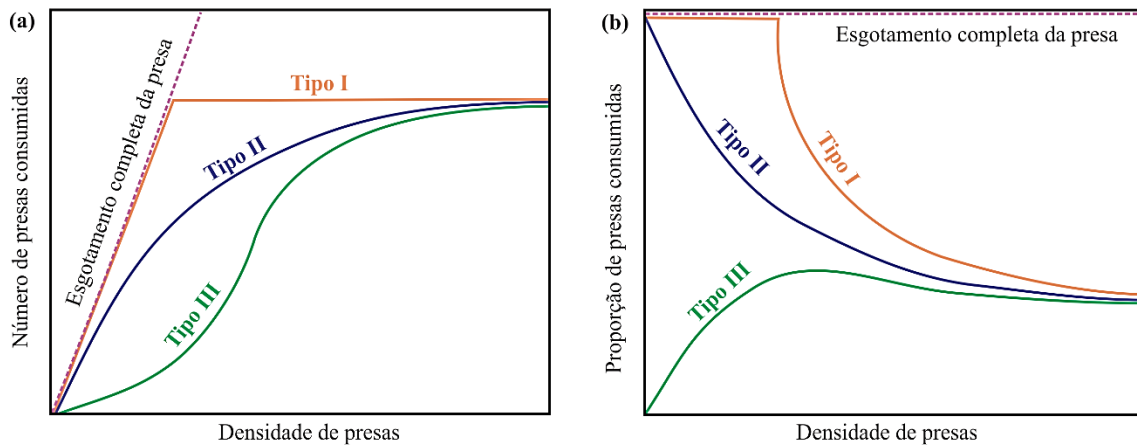 (a)
Número de presas consumidas
Esgotamento completa da presa
Tipo I
Tipo II
Tipo III
Densidade de presas
(b)
Proporção de presas consumidas
Esgotamento completa da presa
Tipo I
Tipo II
Tipo III
Densidade de presas